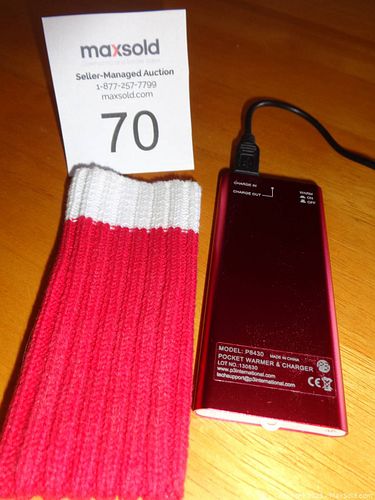 maxsold
Seller-Managed Auction
1-877-257-7799
maxsold.com
70
CHARGE IN
CHARGE OUT
WARM
ON
OFF
MODEL: P8430 MADE IN CHINA
POCKET WARMER & CHARGER
LOT NO. 130830
www.p3international.com
techsupport@p3international.com
CE